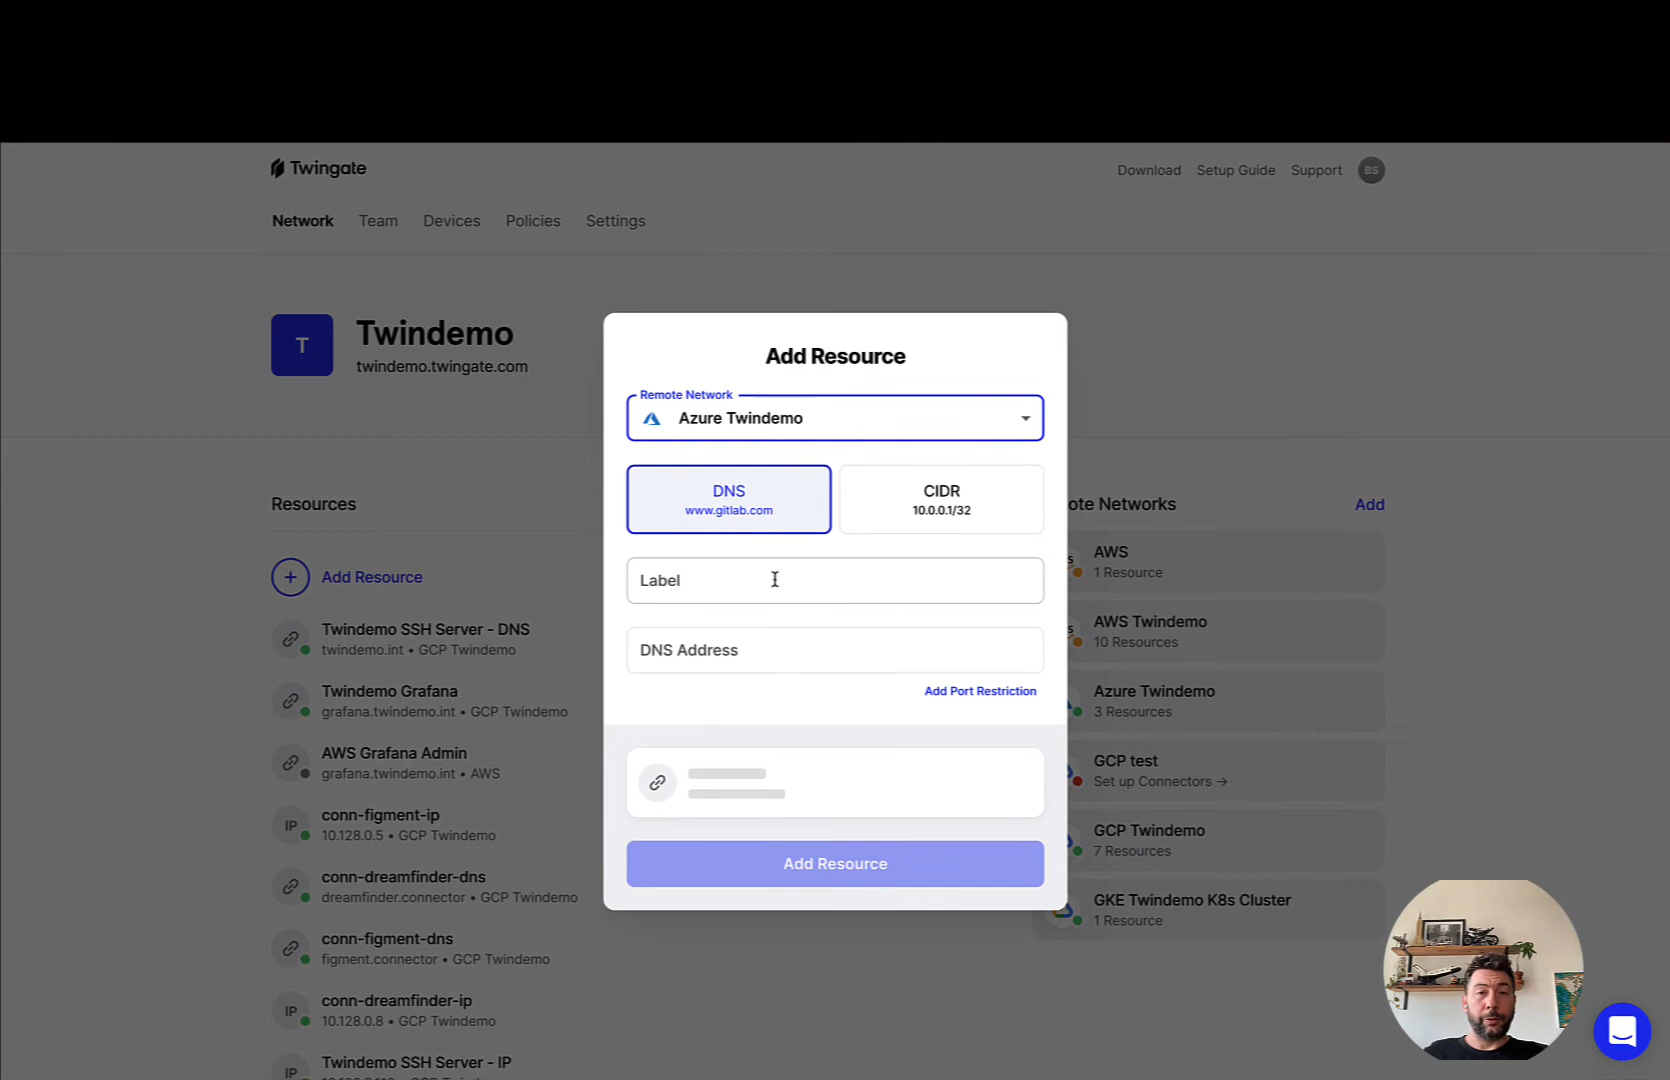 Twingate
Download
Setup Guide
Support
BS
Network
Team
Devices
Policies
Settings
T
Twindemo
twindemo.twingate.com
Resources
Add Resource
Twindemo SSH Server - DNS
twindemo.int • GCP Twindemo
Twindemo Grafana
grafana.twindemo.int • GCP Twindemo
AWS Grafana Admin
grafana.twindemo.int • AWS
IP
conn-figment-ip
10.128.0.5 • GCP Twindemo
conn-dreamfinder-dns
dreamfinder.connector • GCP Twindemo
conn-figment-dns
figment.connector • GCP Twindemo
IP
conn-dreamfinder-ip
10.128.0.8 • GCP Twindemo
IP
Twindemo SSH Server - IP
Add Resource
Remote Network
Azure Twindemo
DNS
www.gitlab.com
CIDR
10.0.0.1/32
Label
DNS Address
Add Port Restriction
Add Resource
ote Networks
Add
AWS
1 Resource
AWS Twindemo
10 Resources
Azure Twindemo
3 Resources
GCP test
Set up Connectors →
GCP Twindemo
7 Resources
GKE Twindemo K8s Cluster
1 Resource